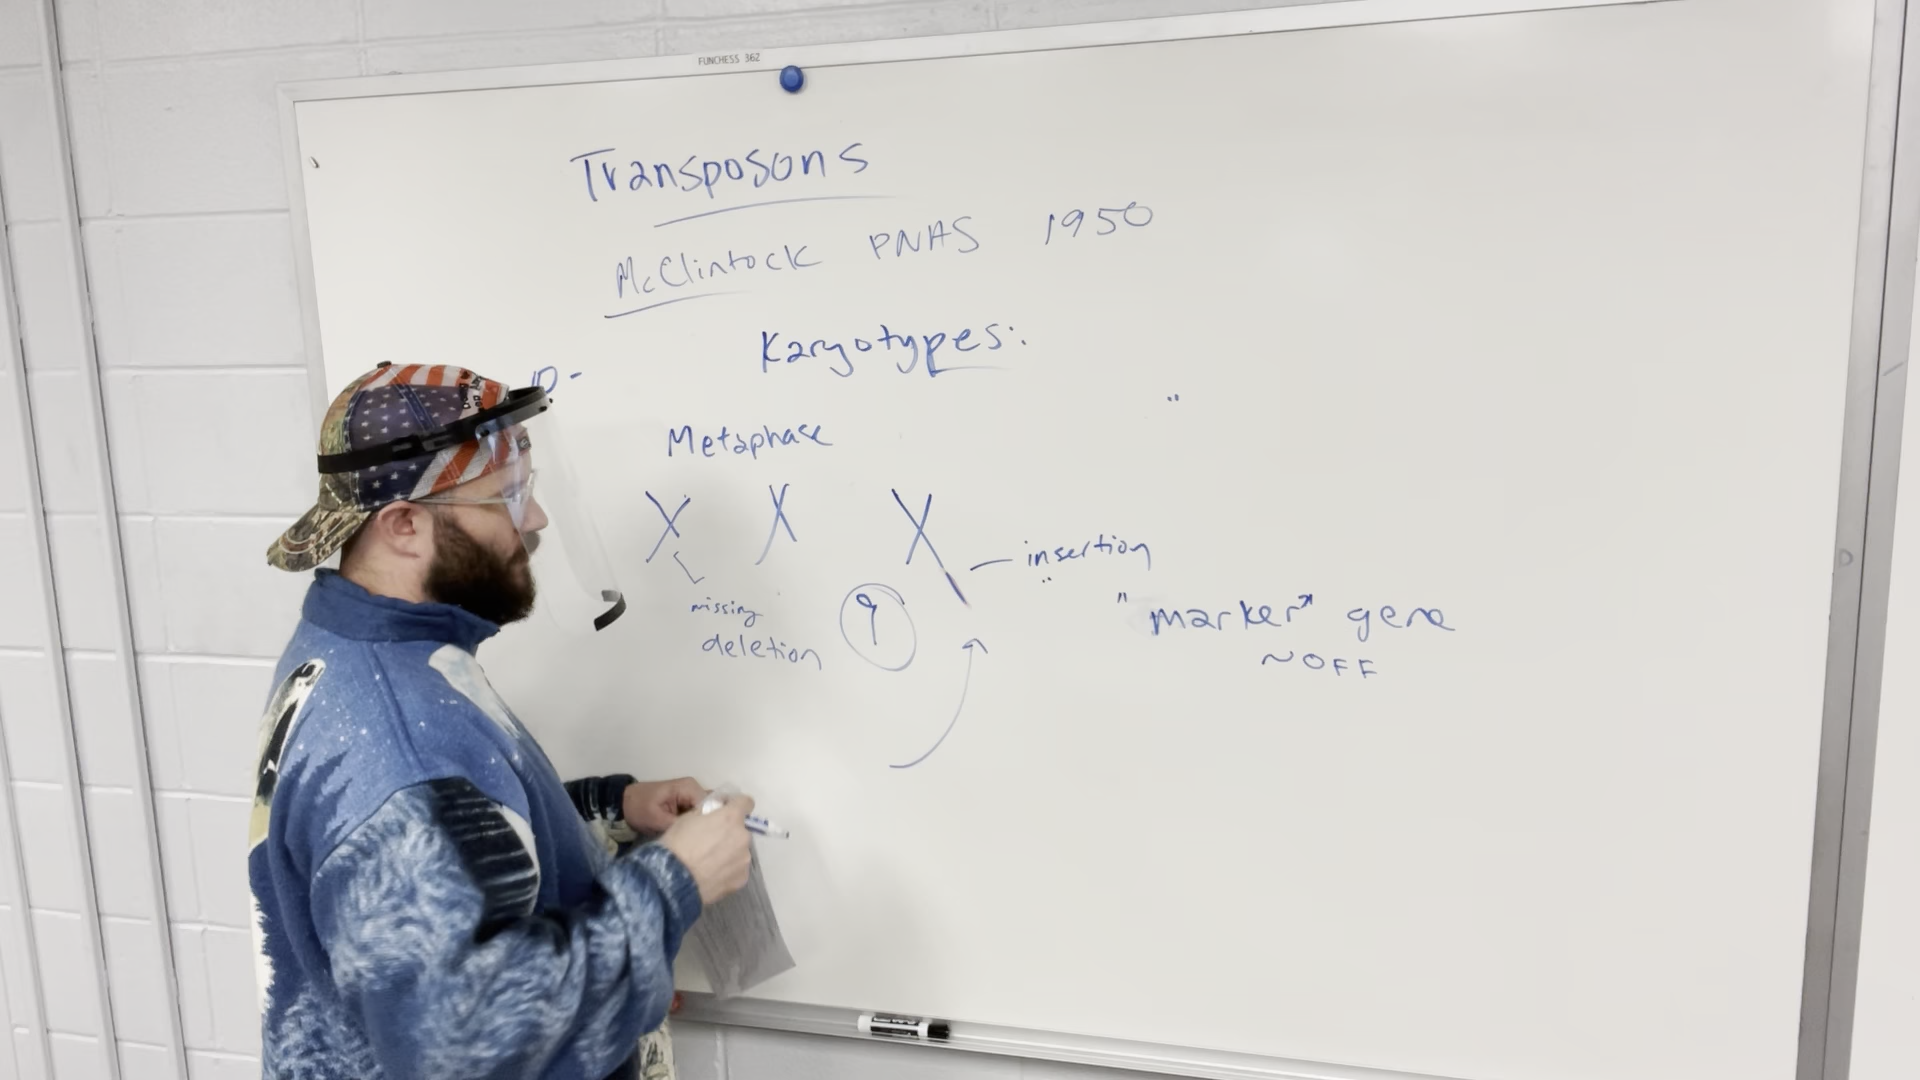 FUNCHESS 362
Transposons
McClintock PNAS 1950
Karyotypes:
Metaphase
insertion
missing
deletion
9
"marker" gene
~OFF